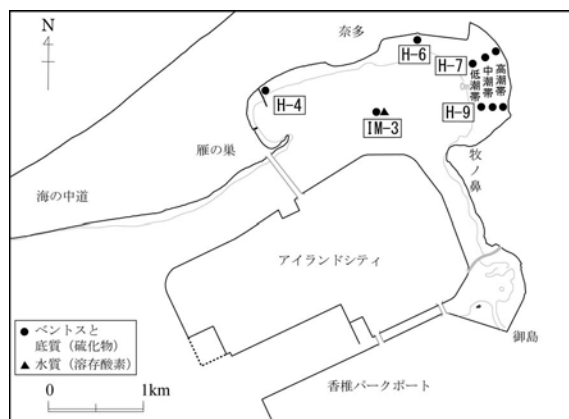 N
奈多
H-6
H-7
低潮帯
中潮帯
高潮帯
H-4
IM-3
H-9
雁の巣
牧ノ鼻
海の中道
アイランドシティ
●ベントスと
底質（硫化物）
▲水質（溶存酸素）
御島
0 1km
香椎パークポート